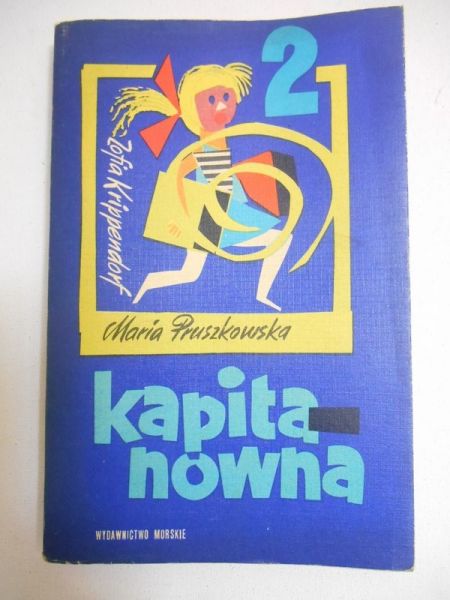 2
Zofia Krippendorf
Maria Pruszkowska
kapita-
nowna
WYDAWNICTWO MORSKIE